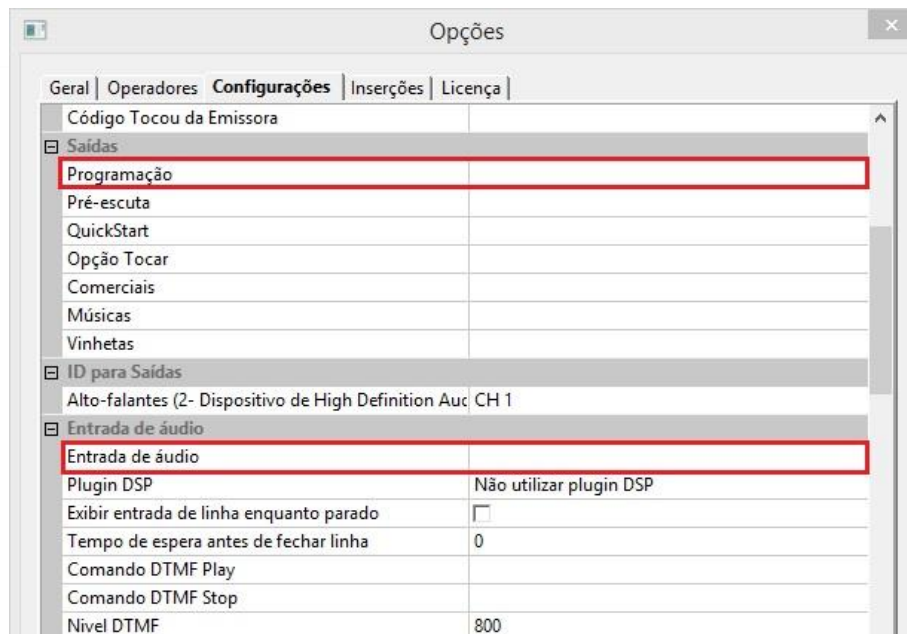 Opções
Geral Operadores Configurações Inserções Licença
Código Tocou da Emissora
Saídas
Programação
Pré-escuta
QuickStart
Opção Tocar
Comerciais
Músicas
Vinhetas
ID para Saídas
Alto-falantes (2- Dispositivo de High Definition Auc CH 1
Entrada de áudio
Entrada de áudio
Plugin DSP Não utilizar plugin DSP
Exibir entrada de linha enquanto parado
Tempo de espera antes de fechar linha 0
Comando DTMF Play
Comando DTMF Stop
Nivel DTMF 800